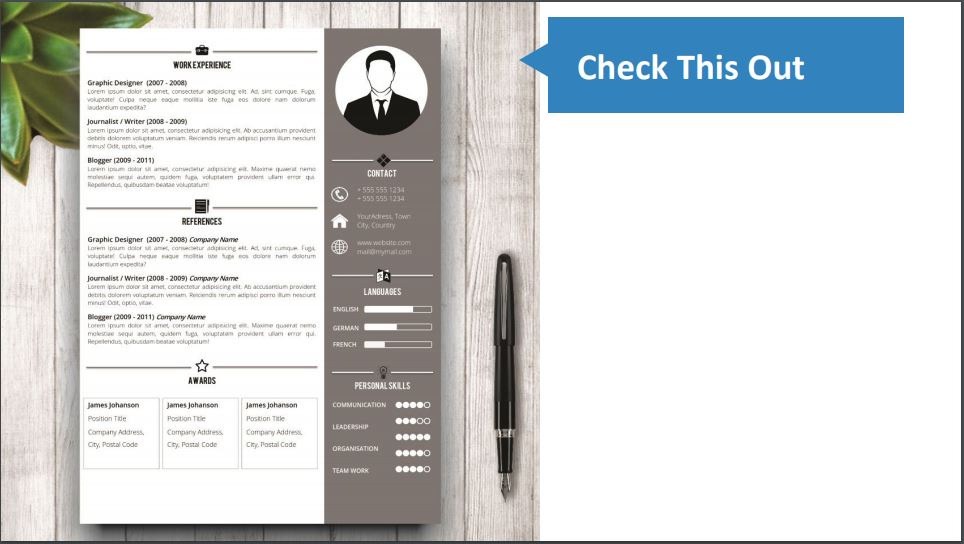 Check This Out
WORK EXPERIENCE
Graphic Designer (2007 - 2008)
Lorem ipsum dolor sit amet, consectetur adipisicing elit. Ad, sint cumque. Fugiat,
voluptate! Culpa neque eaque mollitia iste fuga eos dolore nam dolorum
laudantium expedita?
Journalist / Writer (2008 - 2009)
Lorem ipsum dolor sit amet, consectetur adipisicing elit. Ab accusantium provident
debitis dolorem voluptatum veniam. Reiciendis rerum adipisci porro illum similique
minus! Odit, optio, vitae.
Blogger (2009 - 2011)
Lorem ipsum dolor sit amet, consectetur adipisicing elit. Maxime quaerat nemo
molestiae sequi autem, quidem fuga, voluptatem provident ullam error qui.
Repellendus, quibusdam beatae voluptatum!
REFERENCES
Graphic Designer (2007 - 2008) Company Name
Lorem ipsum dolor sit amet, consectetur adipisicing elit. Ad, sint cumque. Fugiat,
voluptate! Culpa neque eaque mollitia iste fuga eos dolore nam dolorum
laudantium expedita?
Journalist / Writer (2008 - 2009) Company Name
Lorem ipsum dolor sit amet, consectetur adipisicing elit. Ab accusantium provident
debitis dolorem voluptatum veniam. Reiciendis rerum adipisci porro illum similique
minus! Odit, optio, vitae.
Blogger (2009 - 2011) Company Name
Lorem ipsum dolor sit amet, consectetur adipisicing elit. Maxime quaerat nemo
molestiae sequi autem, quidem fuga, voluptatem provident ullam error qui.
Repellendus, quibusdam beatae voluptatum!
AWARDS
James Johanson
Position Title
Company Address,
City, Postal Code
James Johanson
Position Title
Company Address,
City, Postal Code
James Johanson
Position Title
Company Address,
City, Postal Code
CONTACT
+ 555 555 1234
+ 555 555 1234
YourAdress, Town
City, Country
www.website.com
mail@mymail.com
LANGUAGES
ENGLISH
GERMAN
FRENCH
PERSONAL SKILLS
COMMUNICATION
LEADERSHIP
ORGANISATION
TEAM WORK